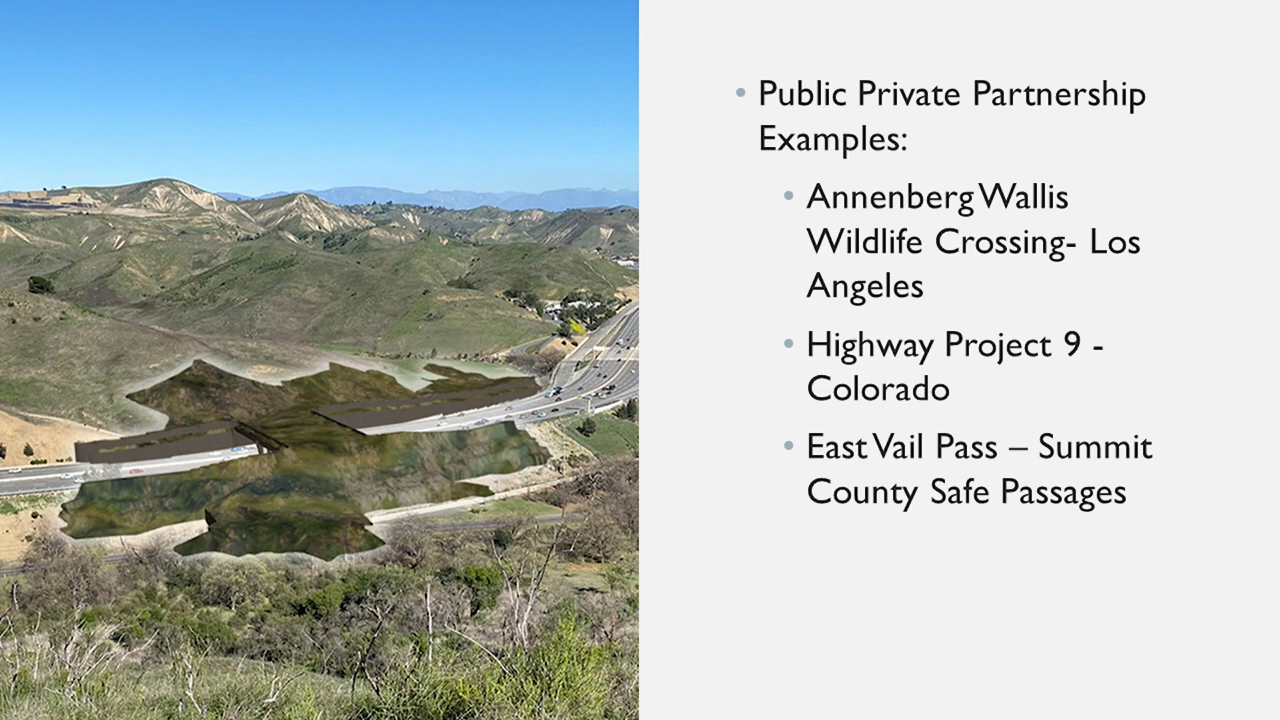 • Public Private Partnership
Examples:
• Annenberg Wallis
Wildlife Crossing- Los
Angeles
• Highway Project 9 -
Colorado
• East Vail Pass – Summit
County Safe Passages